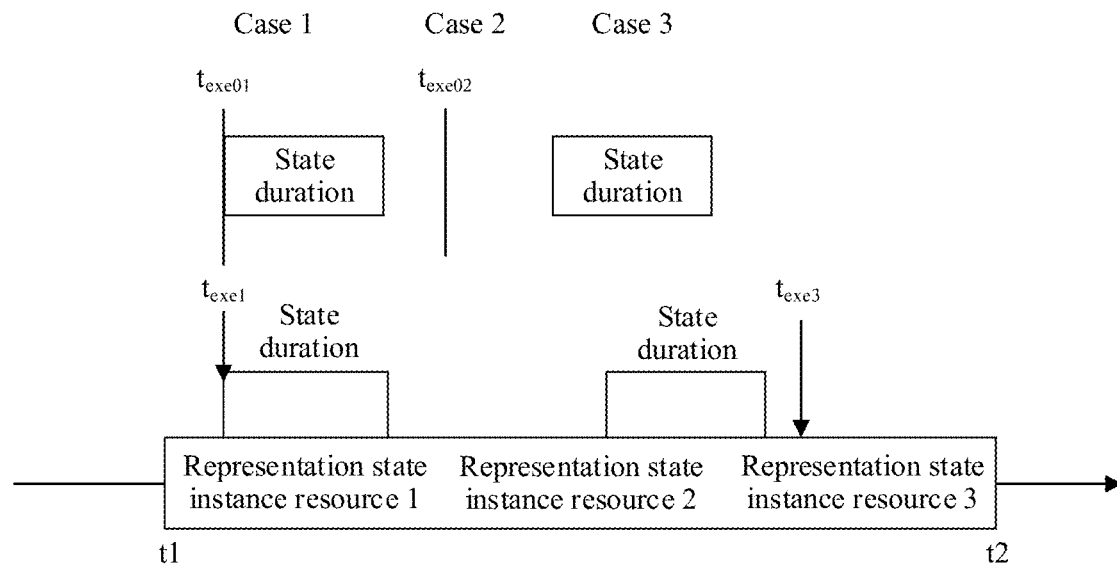 Case 1
Case 2
Case 3
t_exe01
t_exe02
State
duration
State
duration
t_exe1
t_exe3
State
duration
State
duration
Representation state
instance resource 1
Representation state
instance resource 2
Representation state
instance resource 3
t1
t2